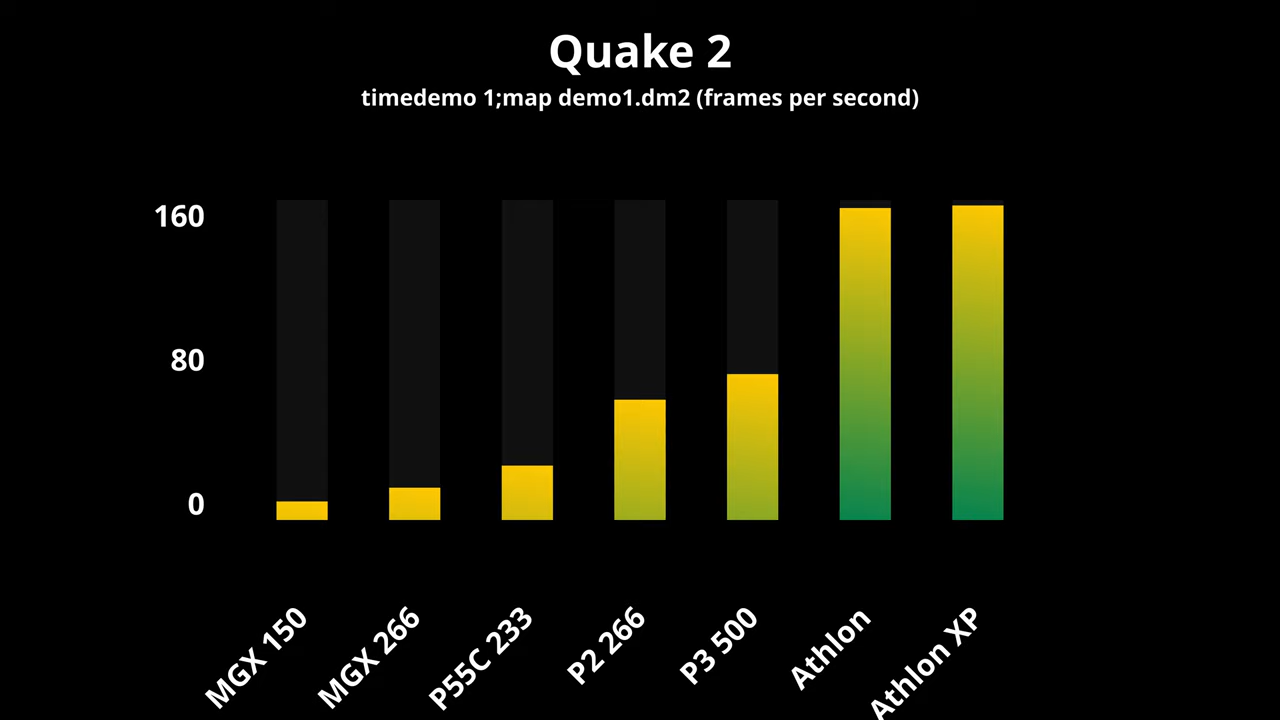 Quake 2
timedemo 1;map demo1.dm2 (frames per second)
160
80
0
MGX 150
MGX 266
P55C 233
P2 266
P3 500
Athlon
Athlon XP